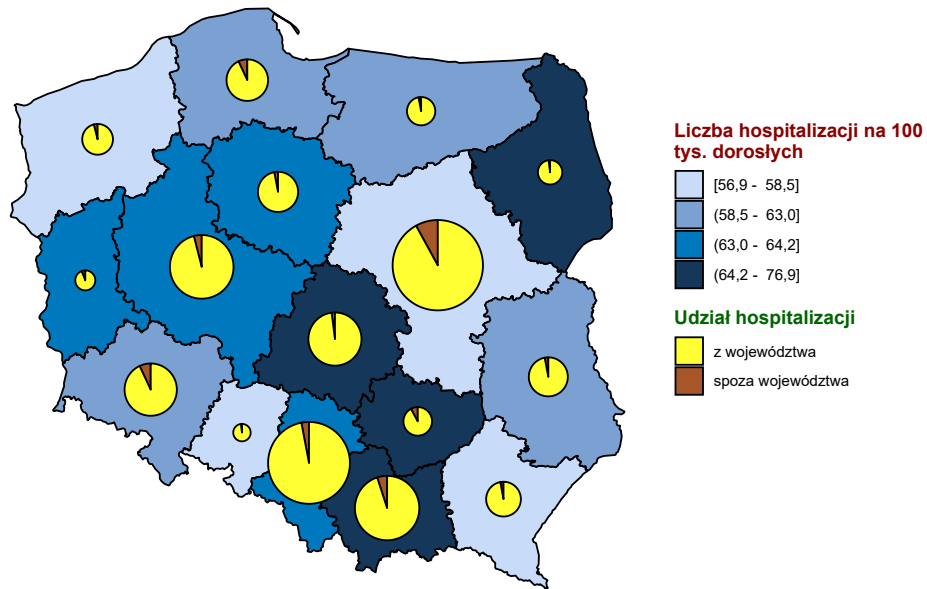 Liczba hospitalizacji na 100
tys. dorosłych
[56,9 - 58,5]
(58,5 - 63,0]
(63,0 - 64,2]
(64,2 - 76,9]
Udział hospitalizacji
z województwa
spoza województwa